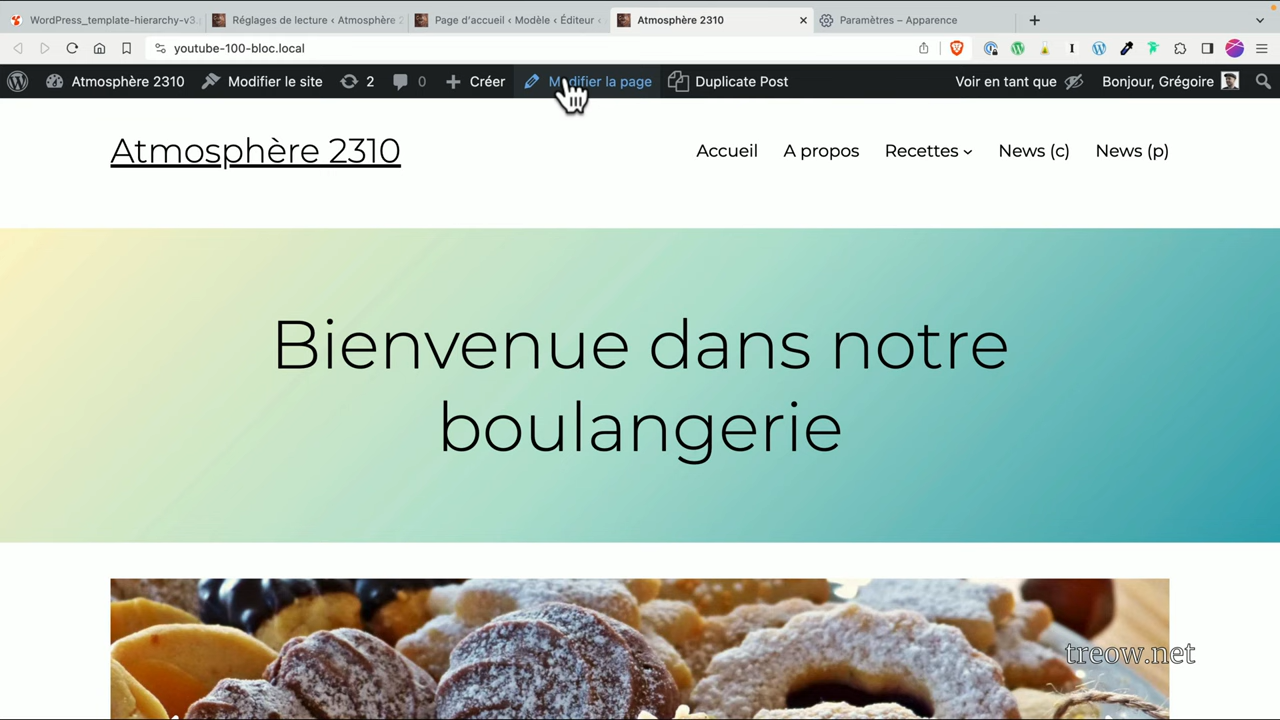 WordPress_template-hierarchy-v3.
Réglages de lecture ‹ Atmosphère 2
Page d'accueil ‹ Modèle ‹ Éditeur ‹
Atmosphère 2310
Paramètres – Apparence
youtube-100-bloc.local
Atmosphère 2310
Modifier le site
2
0
Créer
Modifier la page
Duplicate Post
Voir en tant que
Bonjour, Grégoire
Atmosphère 2310
Accueil
A propos
Recettes
News (c)
News (p)
Bienvenue dans notre
boulangerie
treow.net